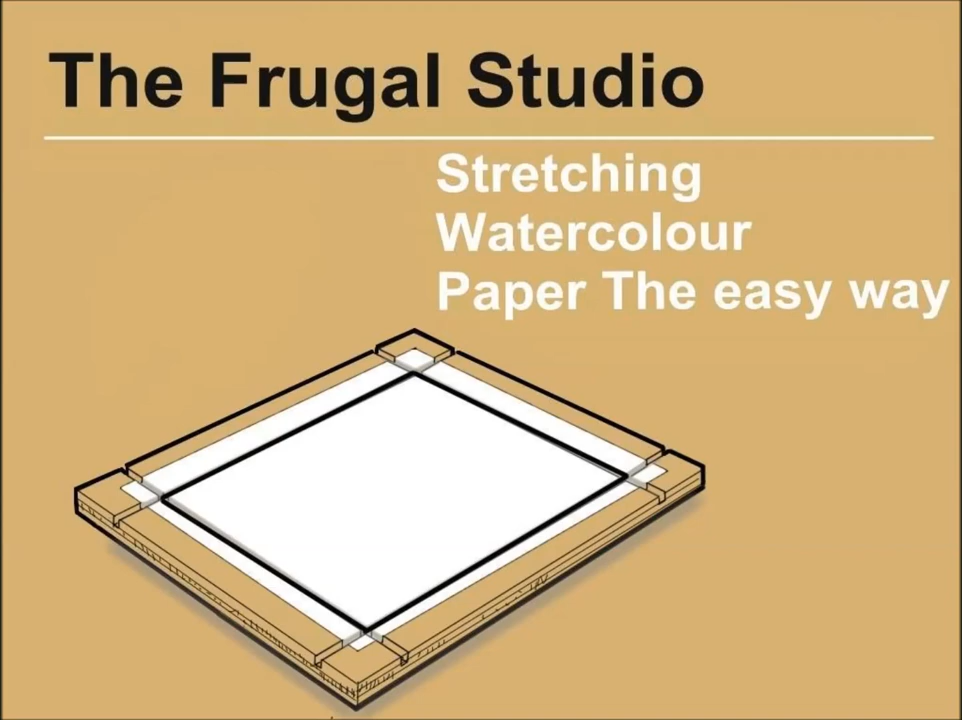 The Frugal Studio
Stretching
Watercolour
Paper The easy way